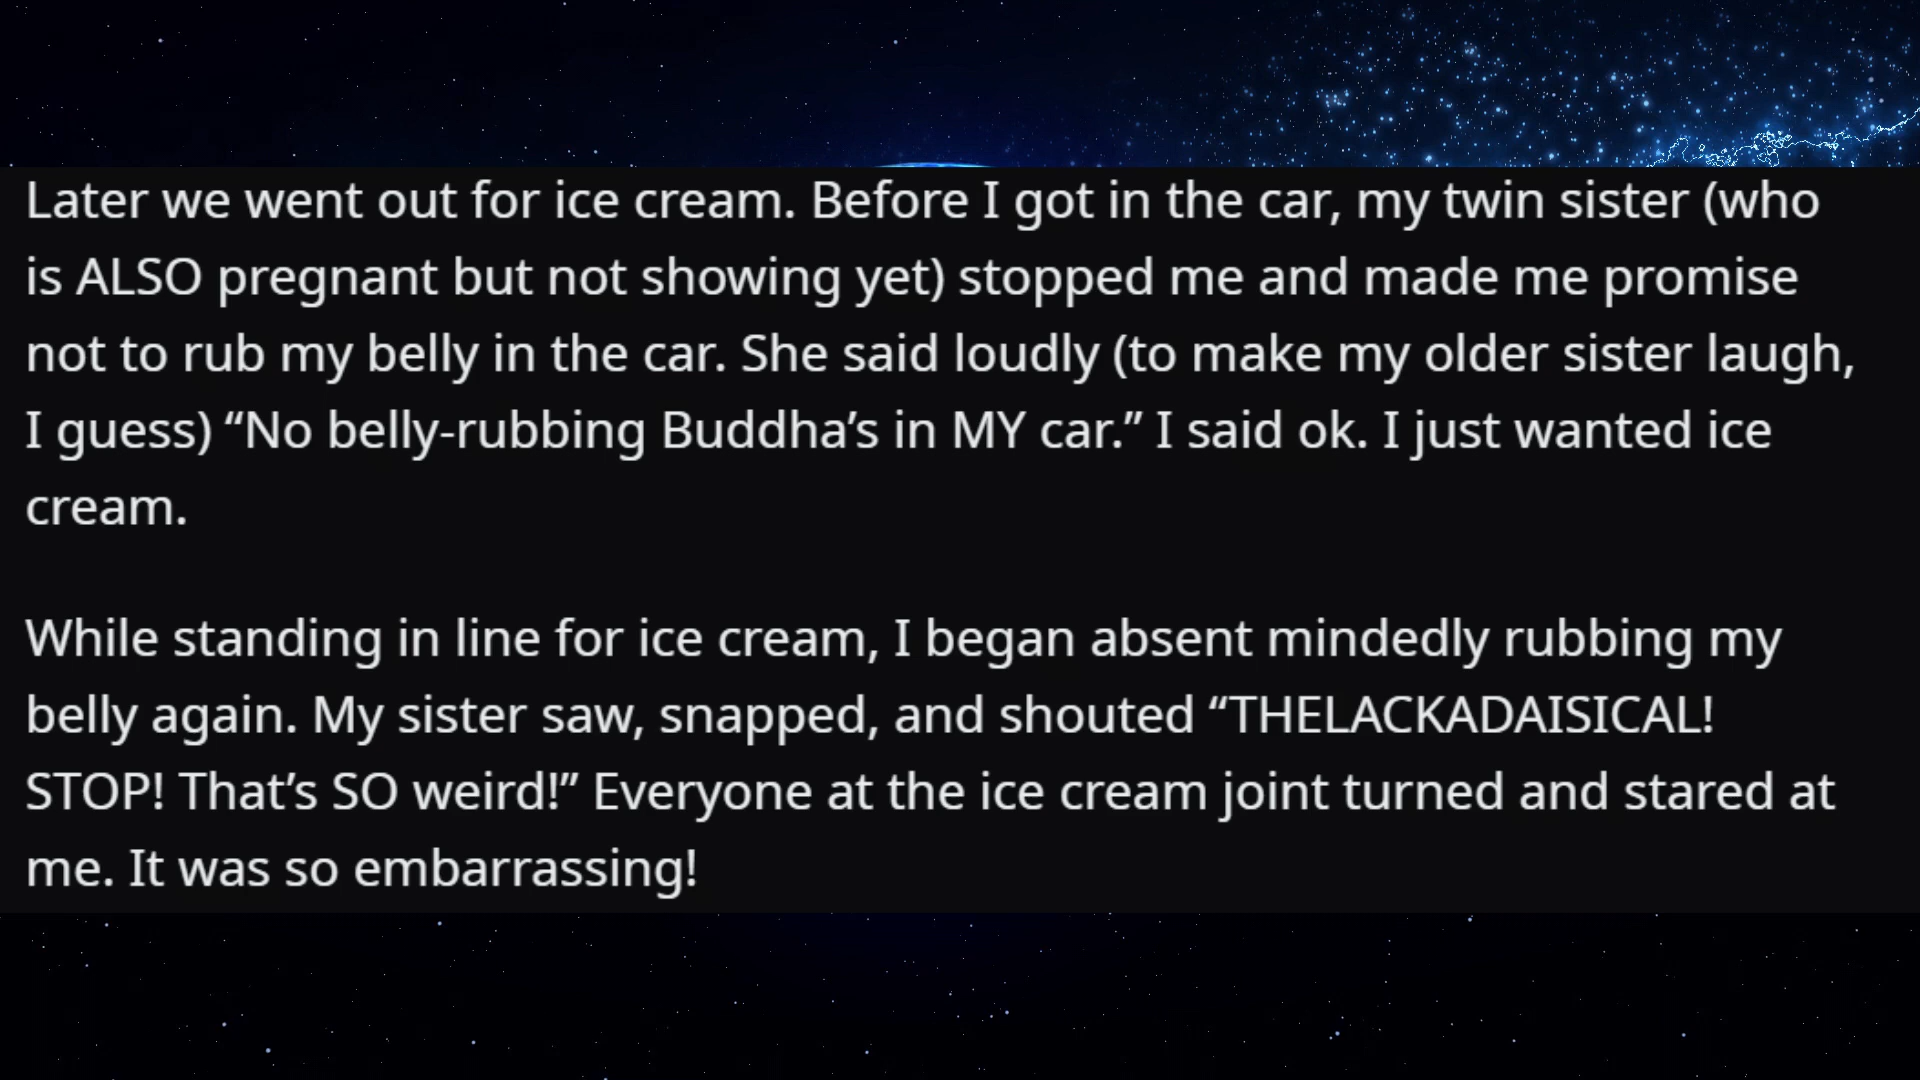 Later we went out for ice cream. Before I got in the car, my twin sister (who
is ALSO pregnant but not showing yet) stopped me and made me promise
not to rub my belly in the car. She said loudly (to make my older sister laugh,
I guess) “No belly-rubbing Buddha’s in MY car.” I said ok. I just wanted ice
cream.
While standing in line for ice cream, I began absent mindedly rubbing my
belly again. My sister saw, snapped, and shouted “THELACKADAISICAL!
STOP! That’s SO weird!” Everyone at the ice cream joint turned and stared at
me. It was so embarrassing!